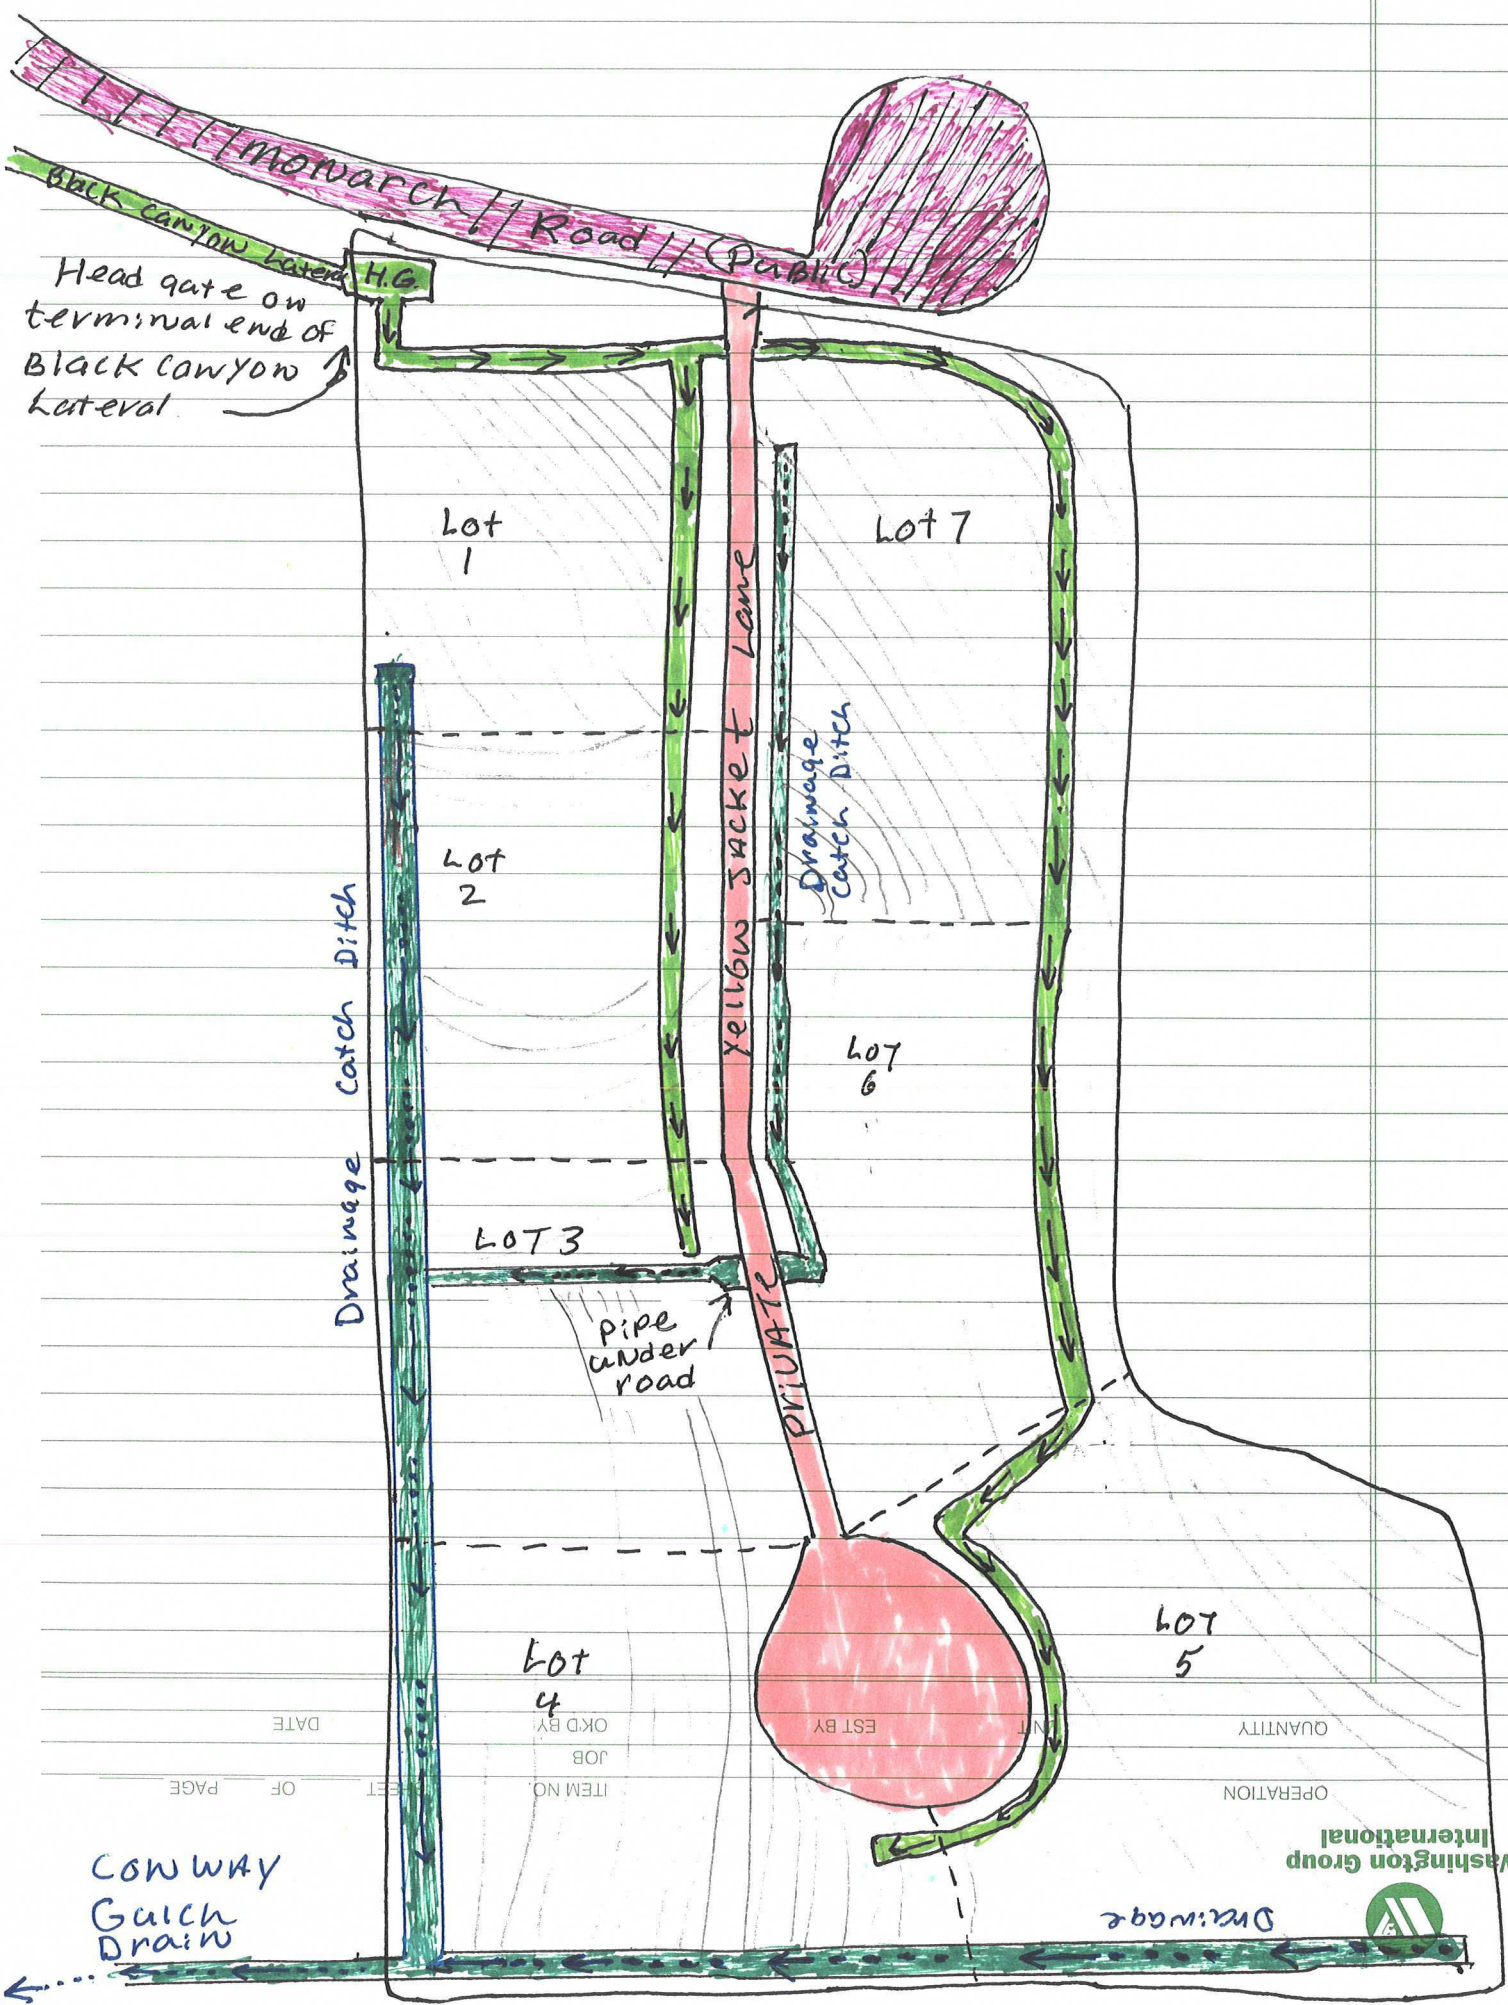 monarch Road (Public)
Black Canyon Lateral
H.G.
Head gate on
terminal end of
Black Canyon
Lateral
Lot
1
Lot 7
Yellow Jacket Lane
Drainage
Catch Ditch
Lot
2
Drainage Catch Ditch
Lot
6
LOT 3
Pipe
under
road
PRIVATE
Lot
5
Lot
4
DATE
OK'D BY
EST BY
QUANTITY
JOB
PAGE
OF
ITEM NO.
OPERATION
Washington Group
International
Drainage
CONWAY
Gulch
Drain